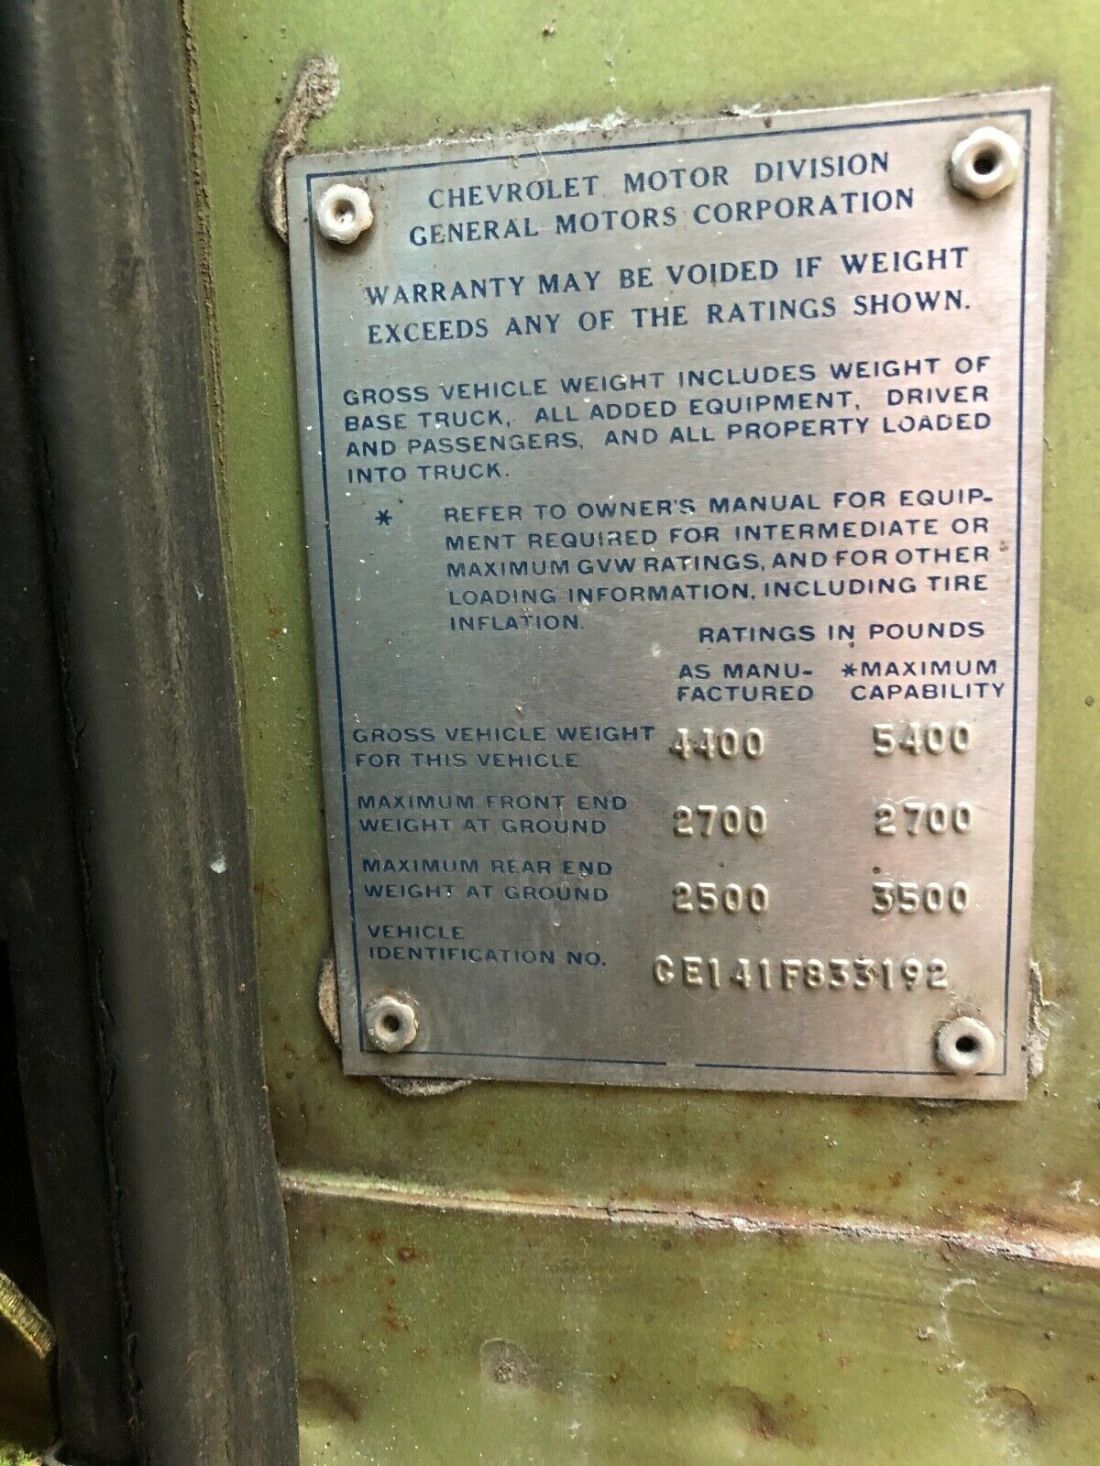 CHEVROLET MOTOR DIVISION
GENERAL MOTORS CORPORATION
WARRANTY MAY BE VOIDED IF WEIGHT
EXCEEDS ANY OF THE RATINGS SHOWN.
GROSS VEHICLE WEIGHT INCLUDES WEIGHT OF
BASE TRUCK, ALL ADDED EQUIPMENT, DRIVER
AND PASSENGERS, AND ALL PROPERTY LOADED
INTO TRUCK.
* REFER TO OWNER'S MANUAL FOR EQUIP-
MENT REQUIRED FOR INTERMEDIATE OR
MAXIMUM GVW RATINGS, AND FOR OTHER
LOADING INFORMATION, INCLUDING TIRE
INFLATION.
RATINGS IN POUNDS
AS MANU- *MAXIMUM
FACTURED CAPABILITY
GROSS VEHICLE WEIGHT 4400 5400
FOR THIS VEHICLE
MAXIMUM FRONT END
WEIGHT AT GROUND 2700 2700
MAXIMUM REAR END
WEIGHT AT GROUND 2500 3500
VEHICLE
IDENTIFICATION NO. CE141F833192